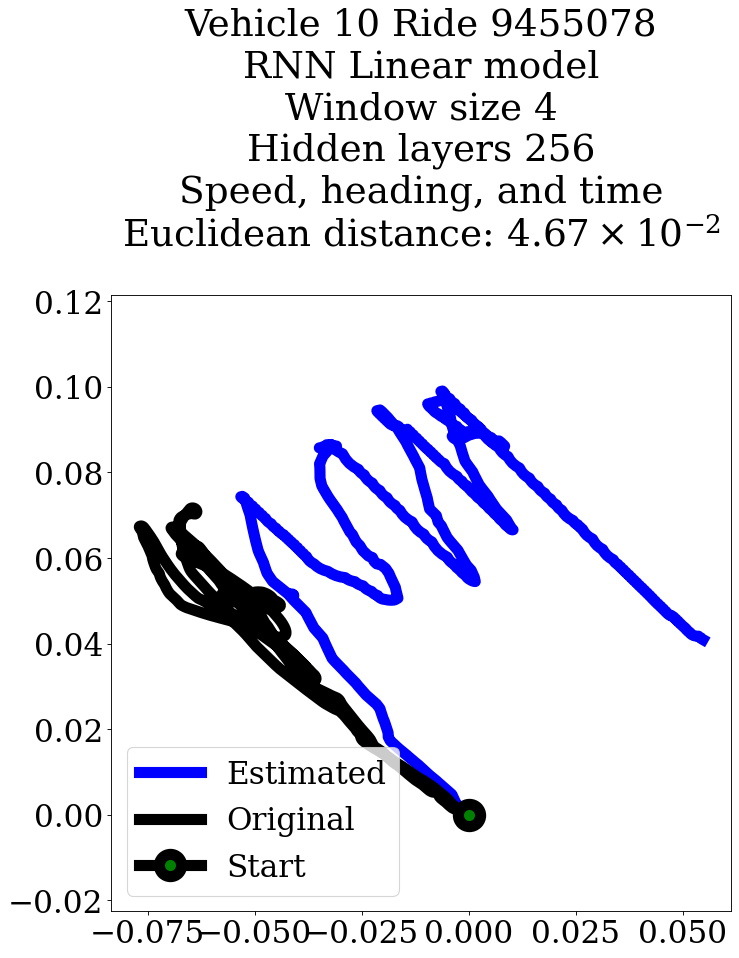 Vehicle 10 Ride 9455078
RNN Linear model
Window size 4
Hidden layers 256
Speed, heading, and time
Euclidean distance: 4.67 × 10⁻²
0.12
0.10
0.08
0.06
0.04
0.02
0.00
−0.02
Estimated
Original
Start
−0.075 −0.050 −0.025 0.000 0.025 0.050